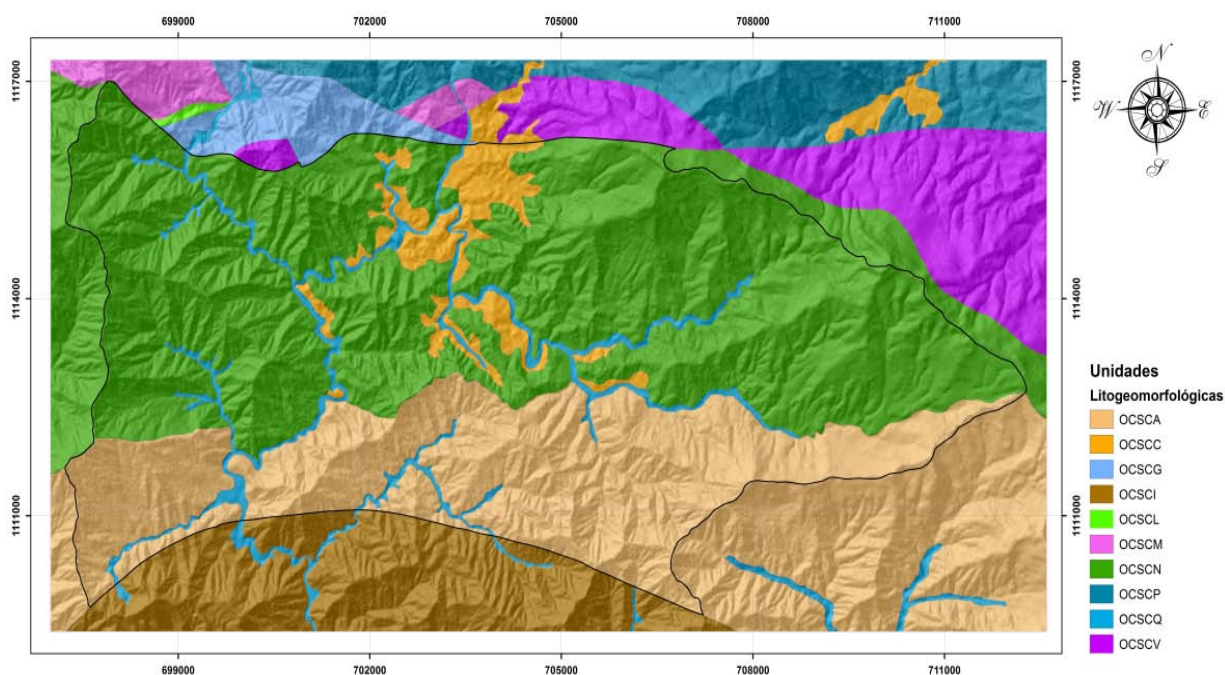 699000 702000 705000 708000 711000
1117000 1117000
1114000 1114000
1111000 1111000
699000 702000 705000 708000 711000
N
W E
S
Unidades
Litogeomorfológicas
OCSCA
OCSCC
OCSCG
OCSCI
OCSCL
OCSCM
OCSCN
OCSCP
OCSCQ
OCSCV